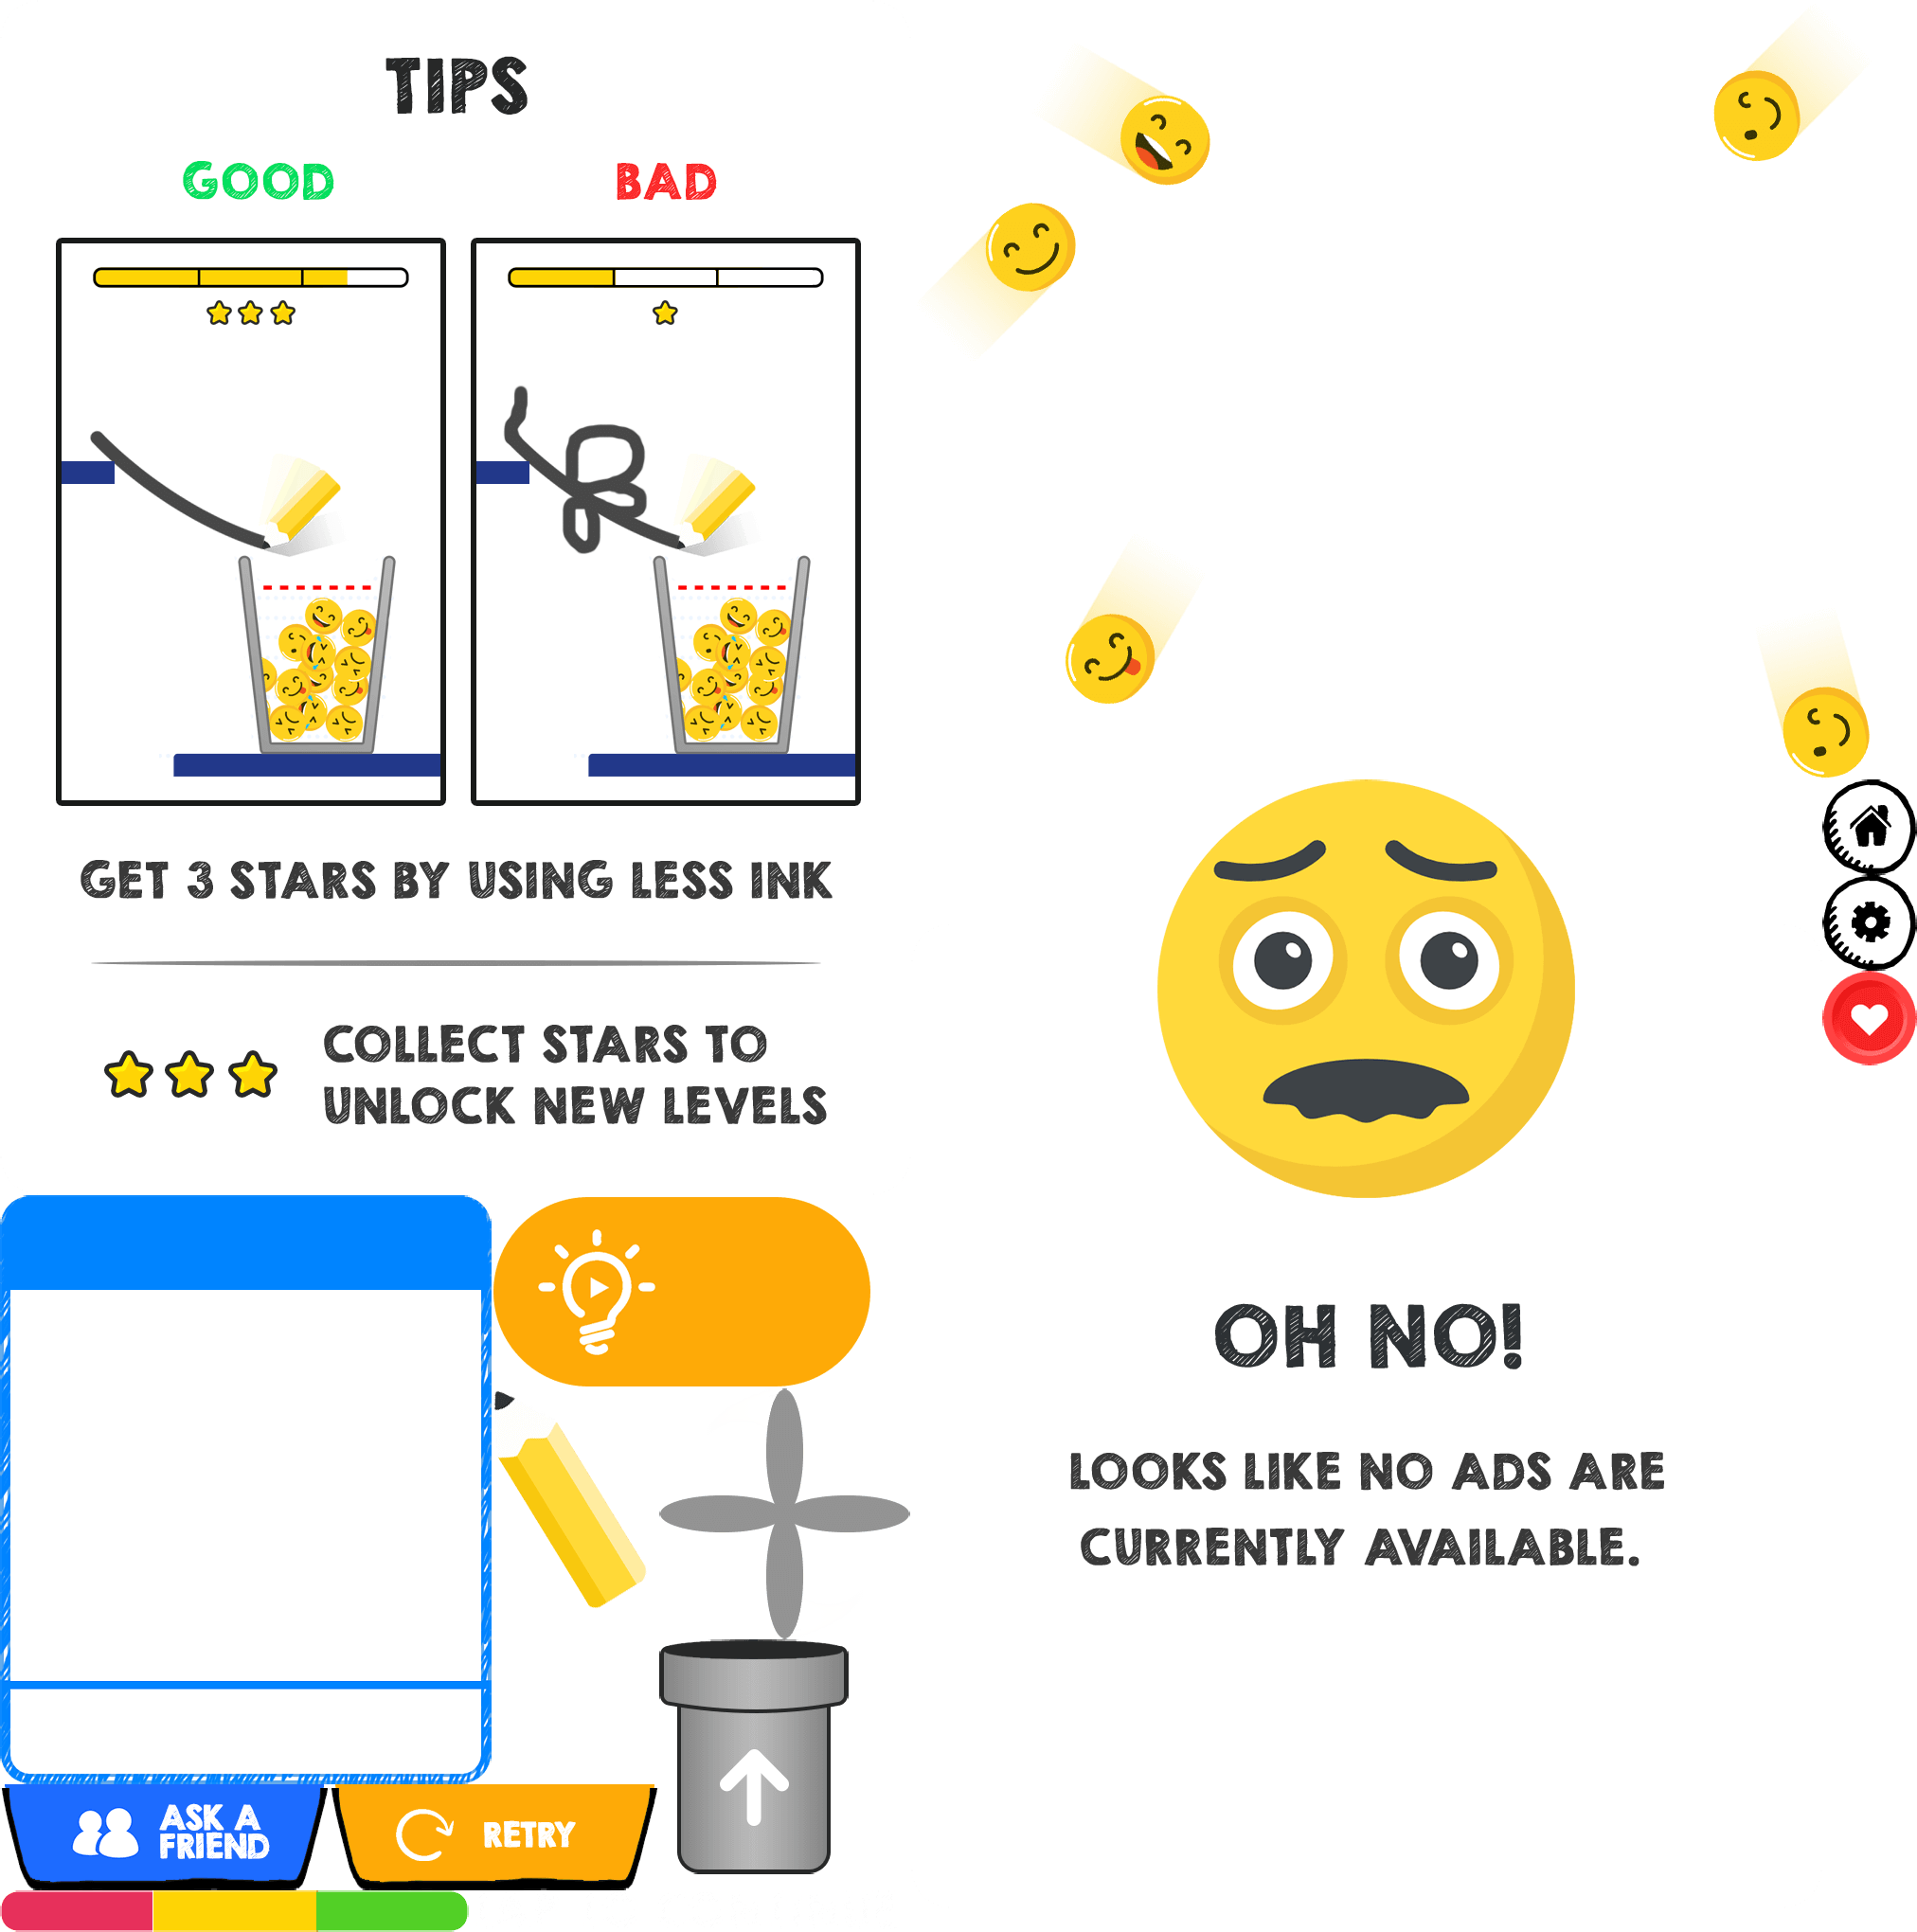 TIPS
GOOD
BAD
GET 3 STARS BY USING LESS INK
COLLECT STARS TO
UNLOCK NEW LEVELS
OH NO!
LOOKS LIKE NO ADS ARE
CURRENTLY AVAILABLE.
ASK A
FRIEND
RETRY